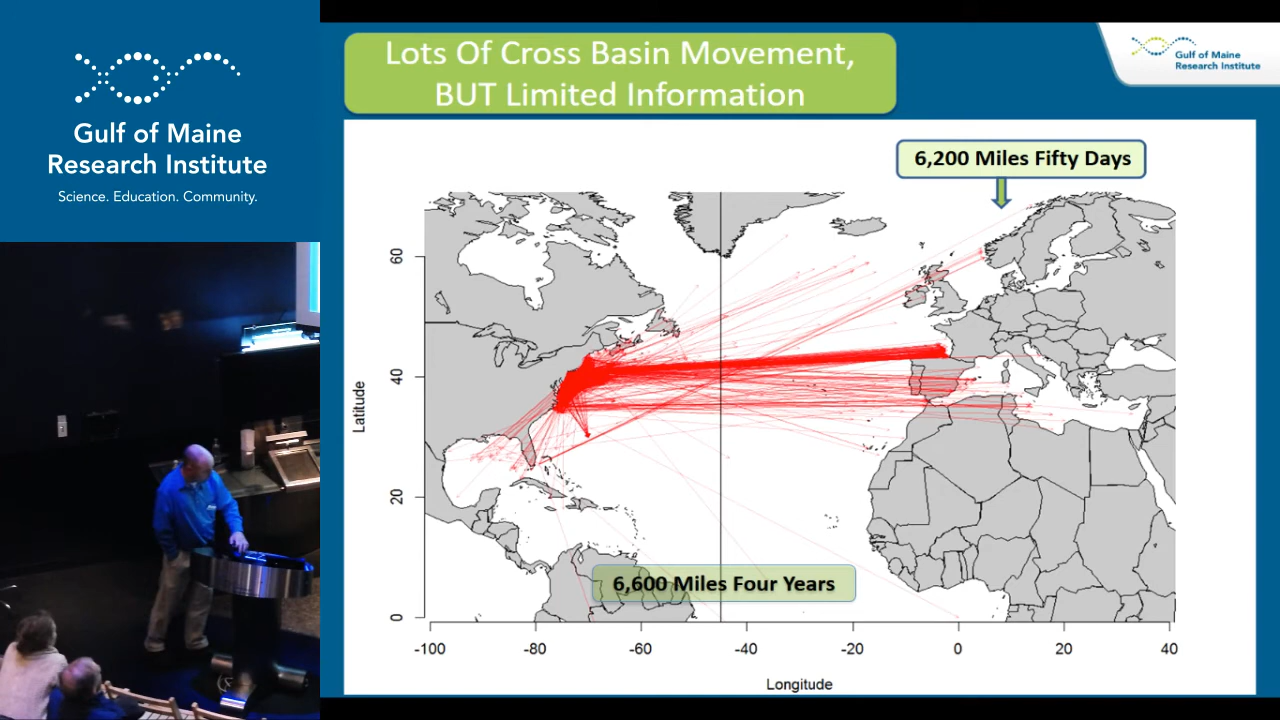 Gulf of Maine
Research Institute
Science. Education. Community.
Lots Of Cross Basin Movement,
BUT Limited Information
Gulf of Maine
Research Institute
6,200 Miles Fifty Days
6,600 Miles Four Years
Latitude
60
40
20
0
-100
-80
-60
-40
-20
0
20
40
Longitude